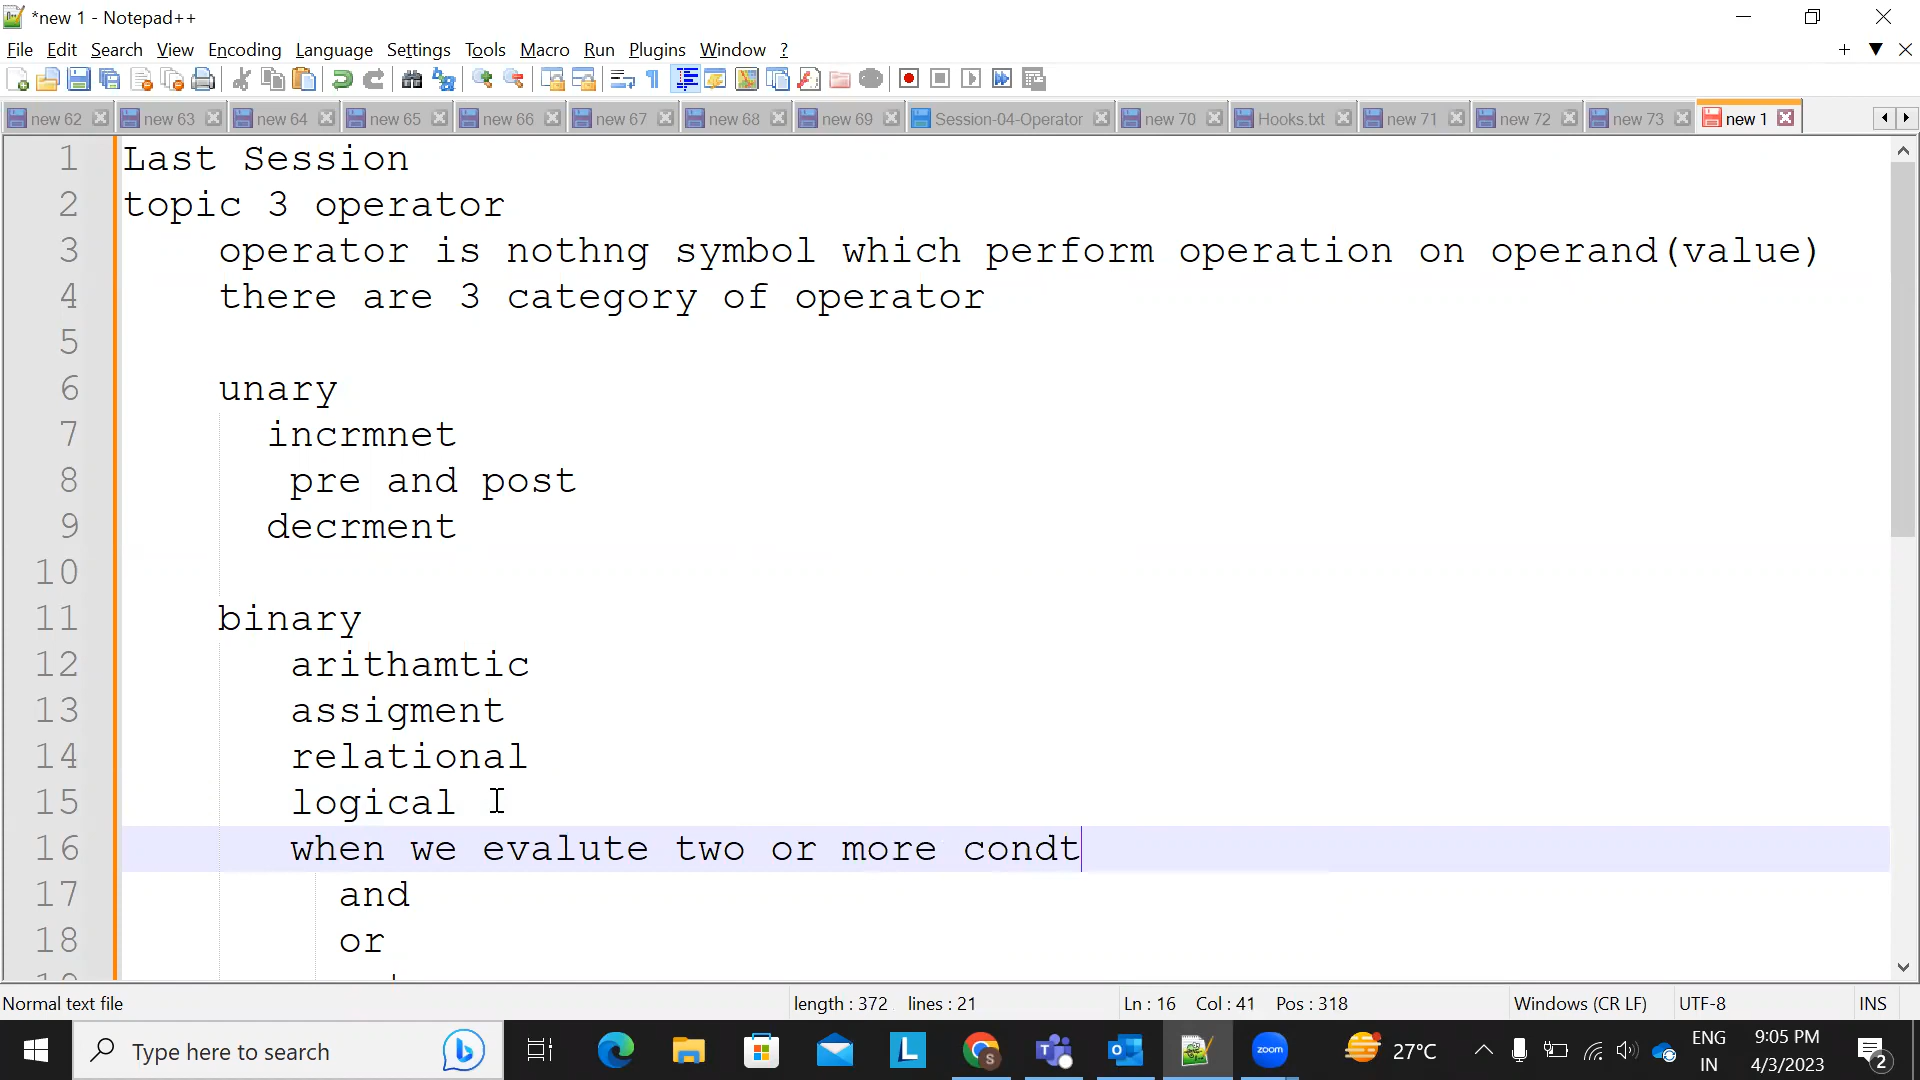 *new 1 - Notepad++
File Edit Search View Encoding Language Settings Tools Macro Run Plugins Window ?
new 62 new 63 new 64 new 65 new 66 new 67 new 68 new 69 Session-04-Operator new 70 Hooks.txt new 71 new 72 new 73 new 1
1 Last Session
2 topic 3 operator
3 operator is nothng symbol which perform operation on operand(value)
4 there are 3 category of operator
5
6 unary
7 incrmnet
8 pre and post
9 decrment
10
11 binary
12 arithamtic
13 assigment
14 relational
15 logical
16 when we evalute two or more condt
17 and
18 or
Normal text file length : 372 lines : 21 Ln : 16 Col : 41 Pos : 318 Windows (CR LF) UTF-8 INS
Type here to search
L
S
zoom
27°C
ENG
IN
9:05 PM
4/3/2023
2